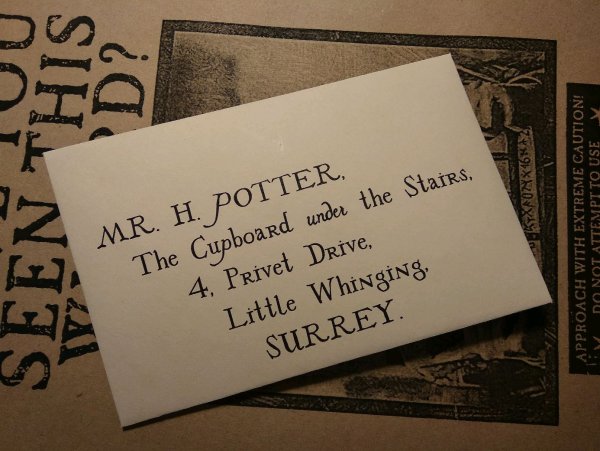 MR. H. POTTER,
The Cupboard under the Stairs,
4, Privet Drive,
Little Whinging,
SURREY.
YOU
SEEN THIS
APPROACH WITH EXTREME CAUTION!
DO NOT ATTEMPT TO USE